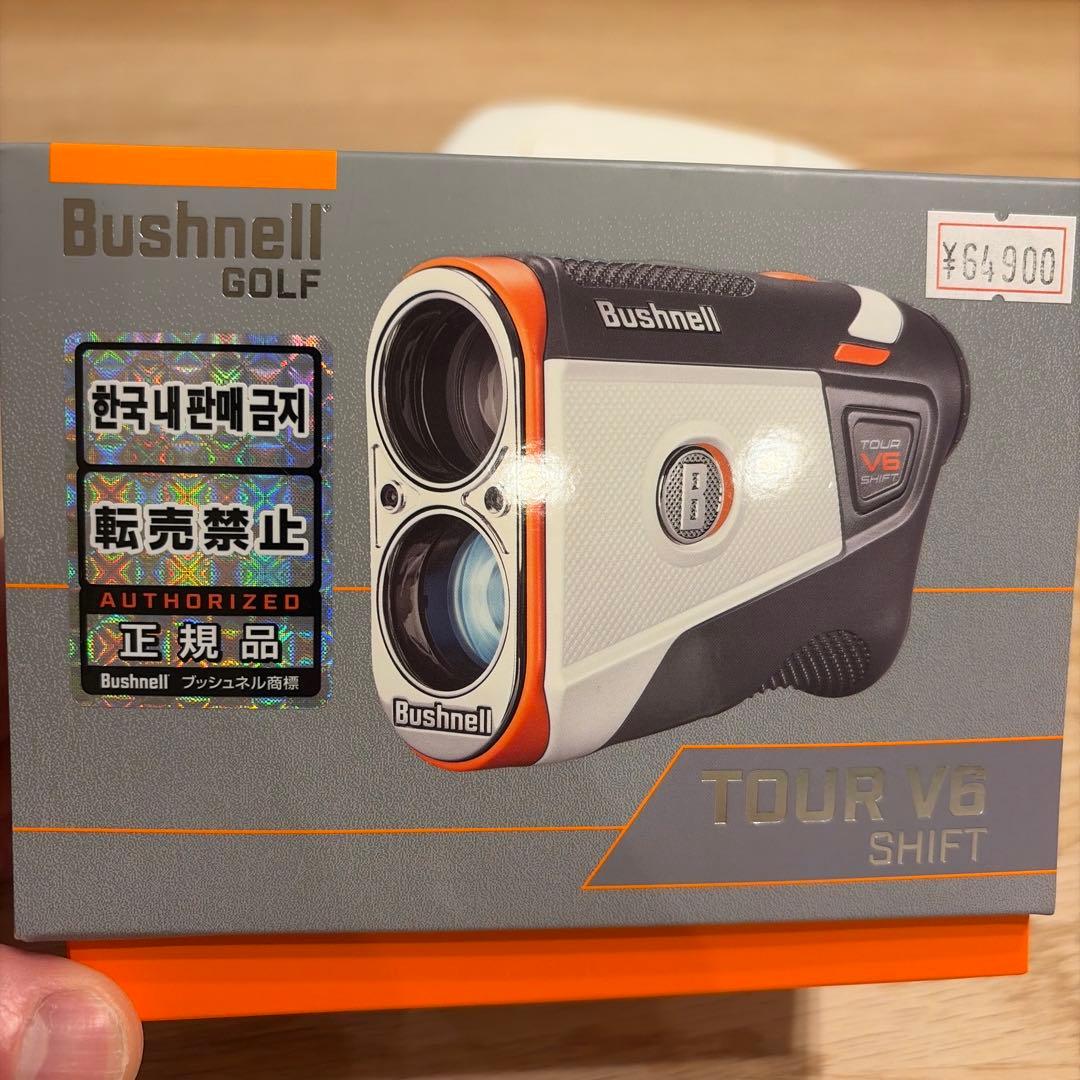 Bushnell
GOLF
¥64900
한국 내 판매 금지
転売禁止
AUTHORIZED
正規品
Bushnell ブッシュネル商標
Bushnell
TOUR
V6
SHIFT
Bushnell
TOUR V6
SHIFT